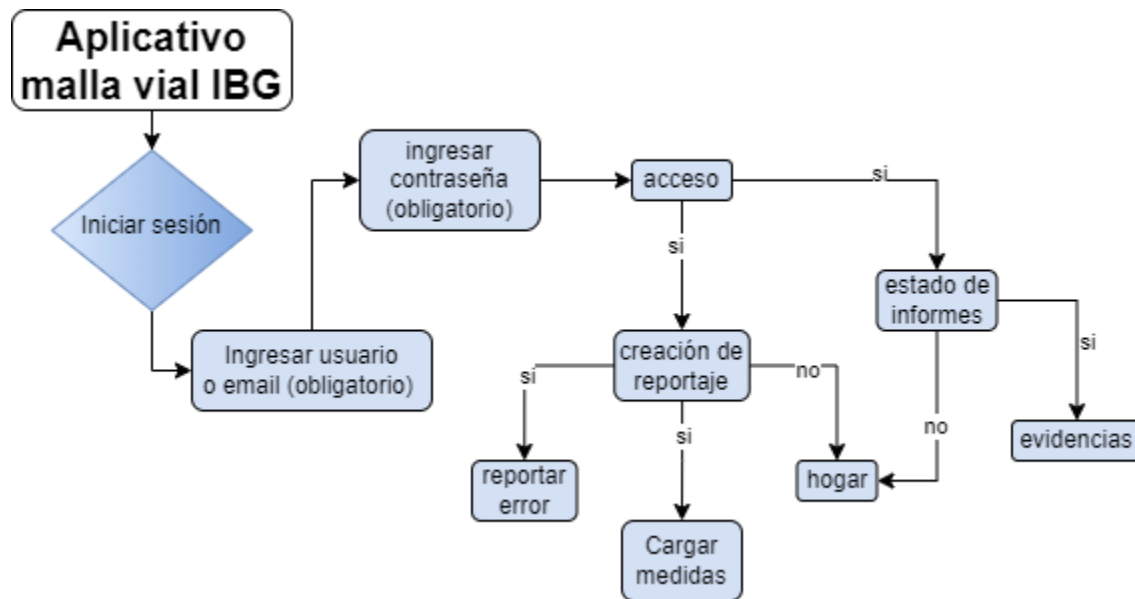 Aplicativo
malla vial IBG
Iniciar sesión
Ingresar usuario
o email (obligatorio)
ingresar
contraseña
(obligatorio)
acceso
si
si
estado de
informes
creación de
reportaje
si
si
no
no
si
reportar
error
Cargar
medidas
hogar
evidencias